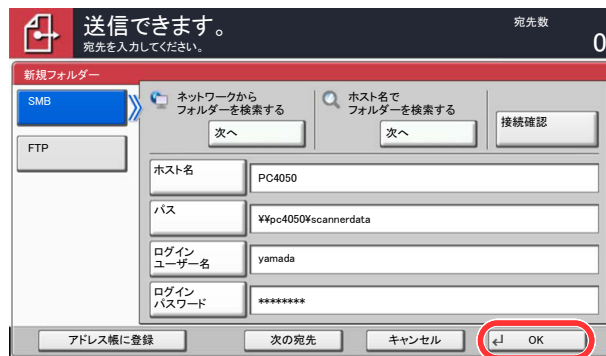 送信できます。
宛先を入力してください。
宛先数
0
新規フォルダー
SMB
FTP
ネットワークから
フォルダーを検索する
次へ
ホスト名で
フォルダーを検索する
次へ
接続確認
ホスト名
PC4050
パス
¥¥pc4050¥scannerdata
ログイン
ユーザー名
yamada
ログイン
パスワード
********
アドレス帳に登録
次の宛先
キャンセル
OK